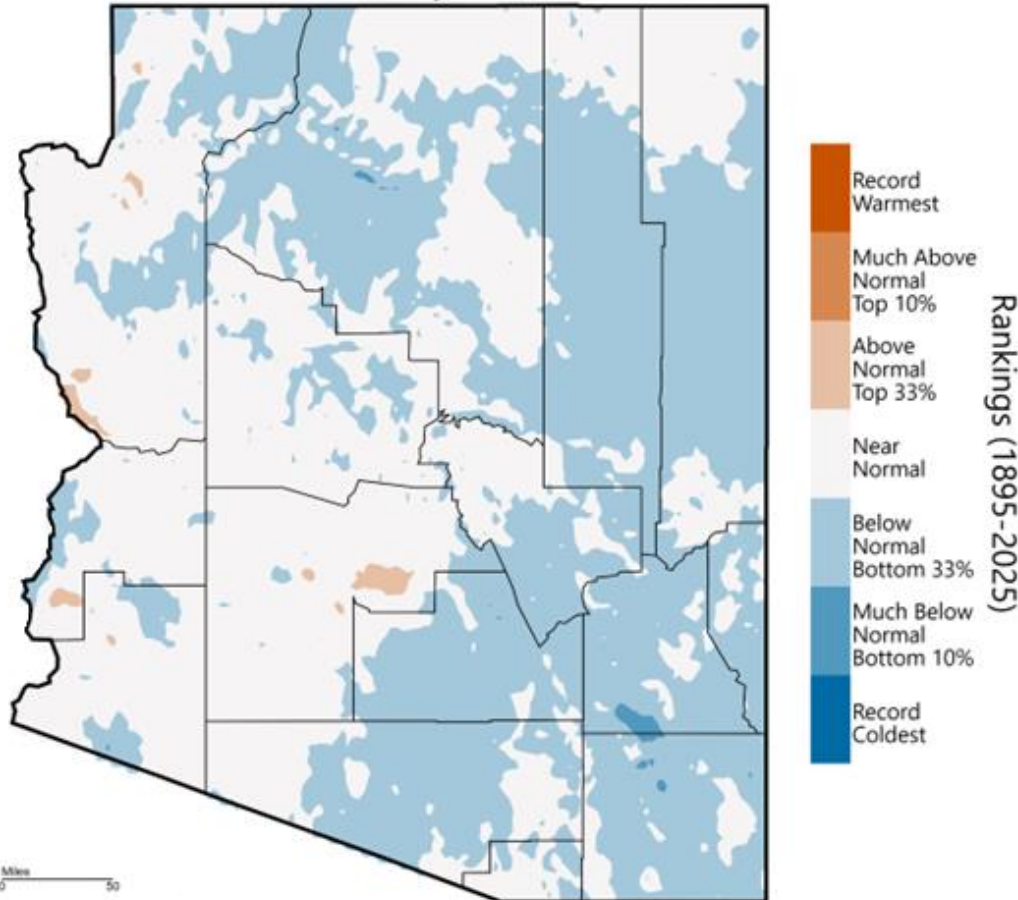 Record
Warmest
Much Above
Normal
Top 10%
Above
Normal
Top 33%
Near
Normal
Below
Normal
Bottom 33%
Much Below
Normal
Bottom 10%
Record
Coldest
Rankings (1895-2025)
Miles
0 50